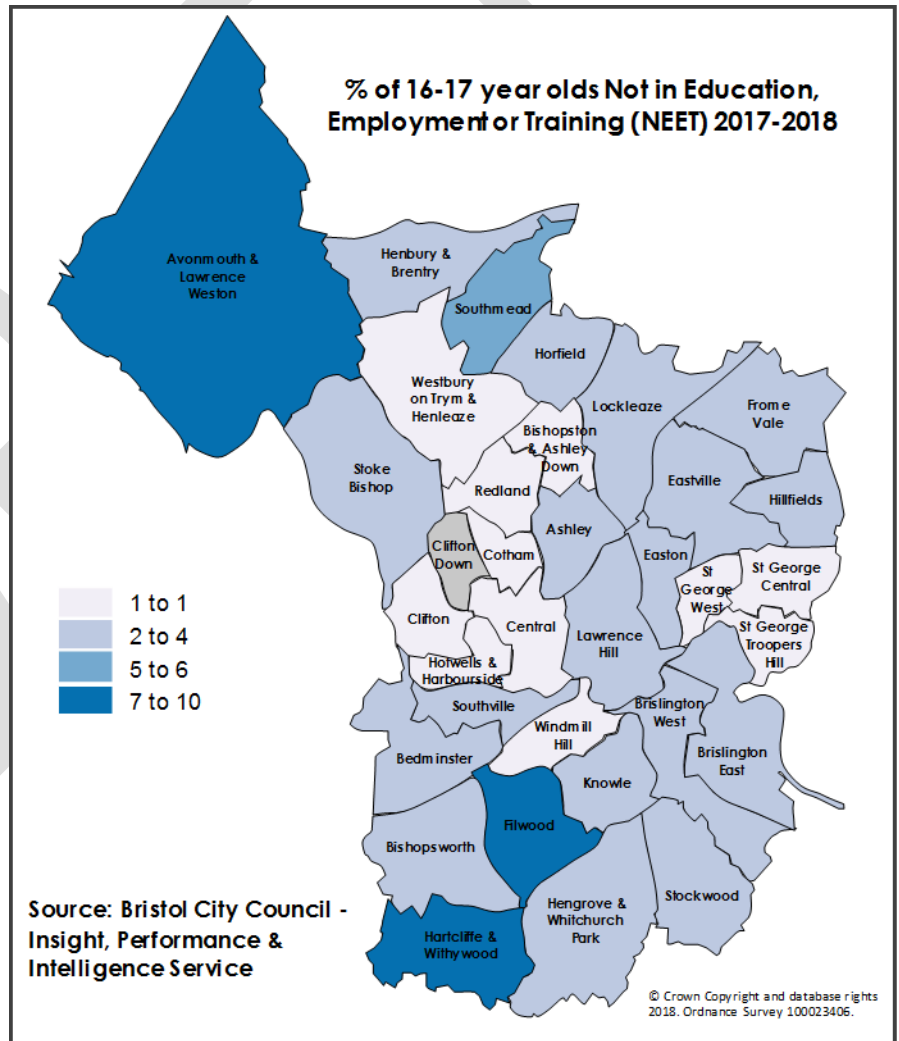 % of 16-17 year olds Not in Education,
Employment or Training (NEET) 2017-2018
Avonmouth &
Lawrence
Weston
Henbury &
Brentry
Southmead
Horfield
Westbury
on Trym &
Henleaze
Lockleaze
Frome
Vale
Bishopston
& Ashley
Down
Stoke
Bishop
Redland
Eastville
Hillfields
Ashley
Clifton
Down
Cotham
Easton
St
George
West
St George
Central
Clifton
Central
Lawrence
Hill
St George
Troopers
Hill
Hotwells &
Harbourside
Southville
Brislington
West
Windmill
Hill
Bedminster
Knowle
Brislington
East
Filwood
Bishopsworth
Stockwood
Hengrove &
Whitchurch
Park
Hartcliffe &
Withywood
1 to 1
2 to 4
5 to 6
7 to 10
Source: Bristol City Council -
Insight, Performance &
Intelligence Service
© Crown Copyright and database rights
2018. Ordnance Survey 100023406.